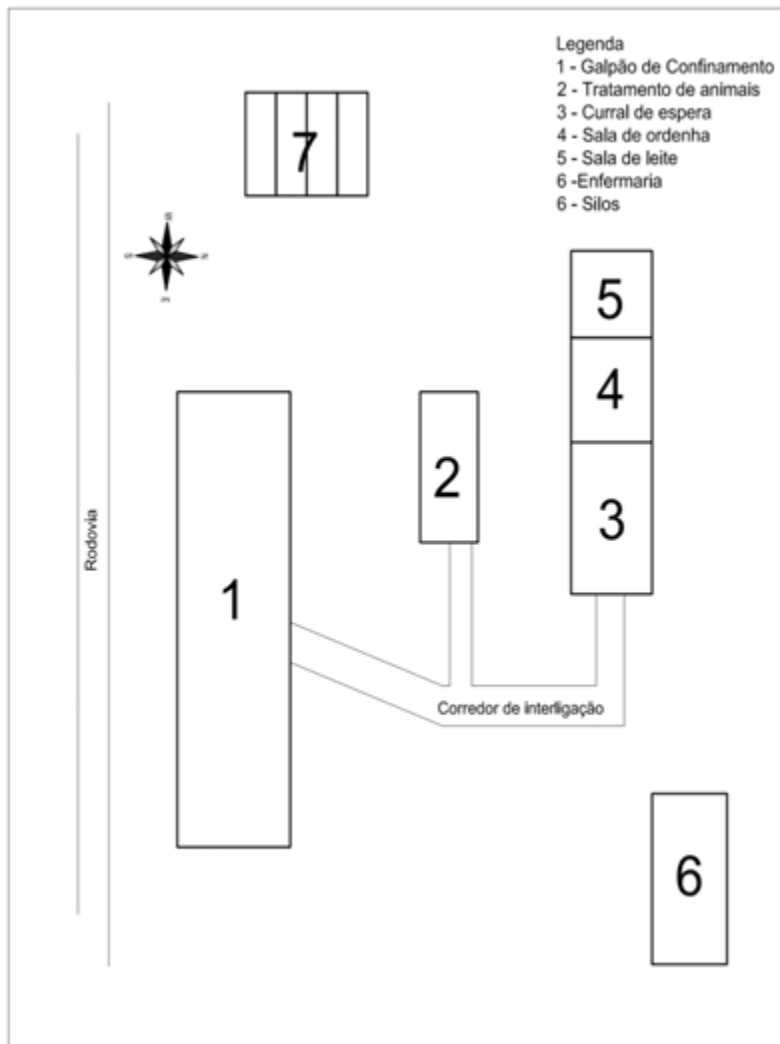 Legenda
1 - Galpão de Confinamento
2 - Tratamento de animais
3 - Curral de espera
4 - Sala de ordenha
5 - Sala de leite
6 -Enfermaria
6 - Silos
7
5
4
2
3
1
Rodovia
Corredor de interligação
6